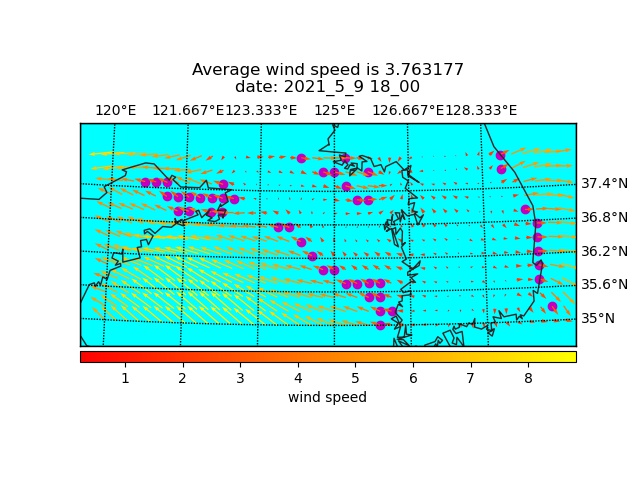 Average wind speed is 3.763177
date: 2021_5_9 18_00
120°E 121.667°E 123.333°E 125°E 126.667°E 128.333°E
37.4°N
36.8°N
36.2°N
35.6°N
35°N
1 2 3 4 5 6 7 8
wind speed